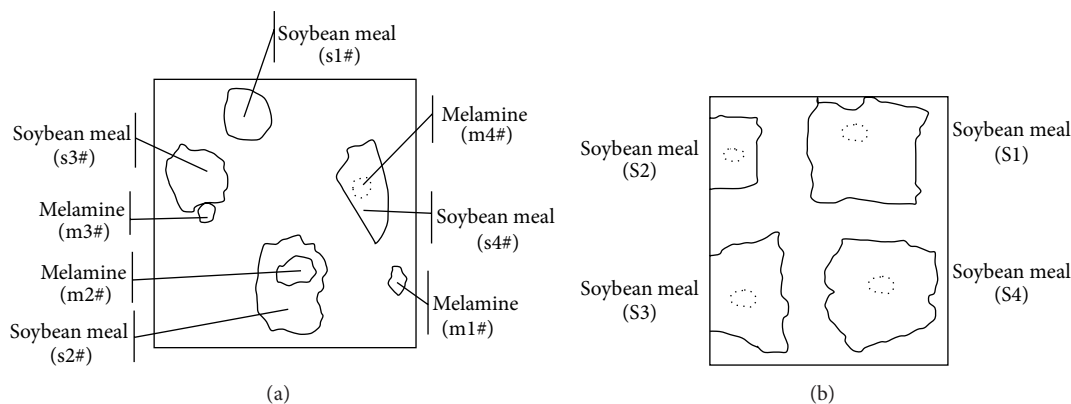 Soybean meal
(s1#)
Melamine
(m4#)
Soybean meal
(s3#)
Melamine
(m3#)
Soybean meal
(s4#)
Melamine
(m2#)
Melamine
(m1#)
Soybean meal
(s2#)
(a)
Soybean meal
(S2)
Soybean meal
(S1)
Soybean meal
(S3)
Soybean meal
(S4)
(b)